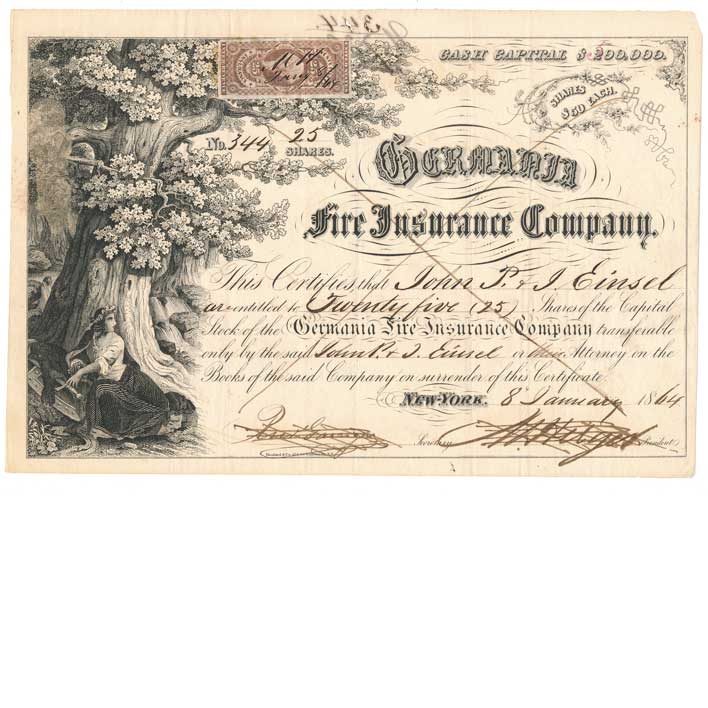 344.
CASH CAPITAL $200.000.
SHARES
$50 EACH.
No. 344 25
SHARES.
GERMANIA
Fire Insurance Company.
This Certifies, that John P. & J. Einsel
are entitled to Twenty five (25) Shares of the Capital
Stock of the Germania Fire Insurance Company transferable
only by the said John P. & J. Einsel or their Attorney on the
Books of the said Company on surrender of this Certificate.
NEW-YORK. 8 January 1864
Secretary President